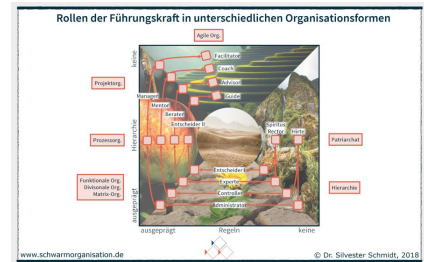 Rollen der Führungskraft in unterschiedlichen Organisationsformen
Agile Org.
keine
Facilitator
Coach
Advisor
Guide
Projektorg.
Manager
Mentor
Berater
Entscheider II
Spiritus
Rector
Hirte
Hierarchie
Prozessorg.
Patriarchat
Entscheider I
Experte
Controller
Administrator
Funktionale Org.
Divisonale Org.
Matrix-Org.
Hierarchie
ausgeprägt
ausgeprägt
Regeln
keine
www.schwarmorganisation.de
© Dr. Silvester Schmidt, 2018